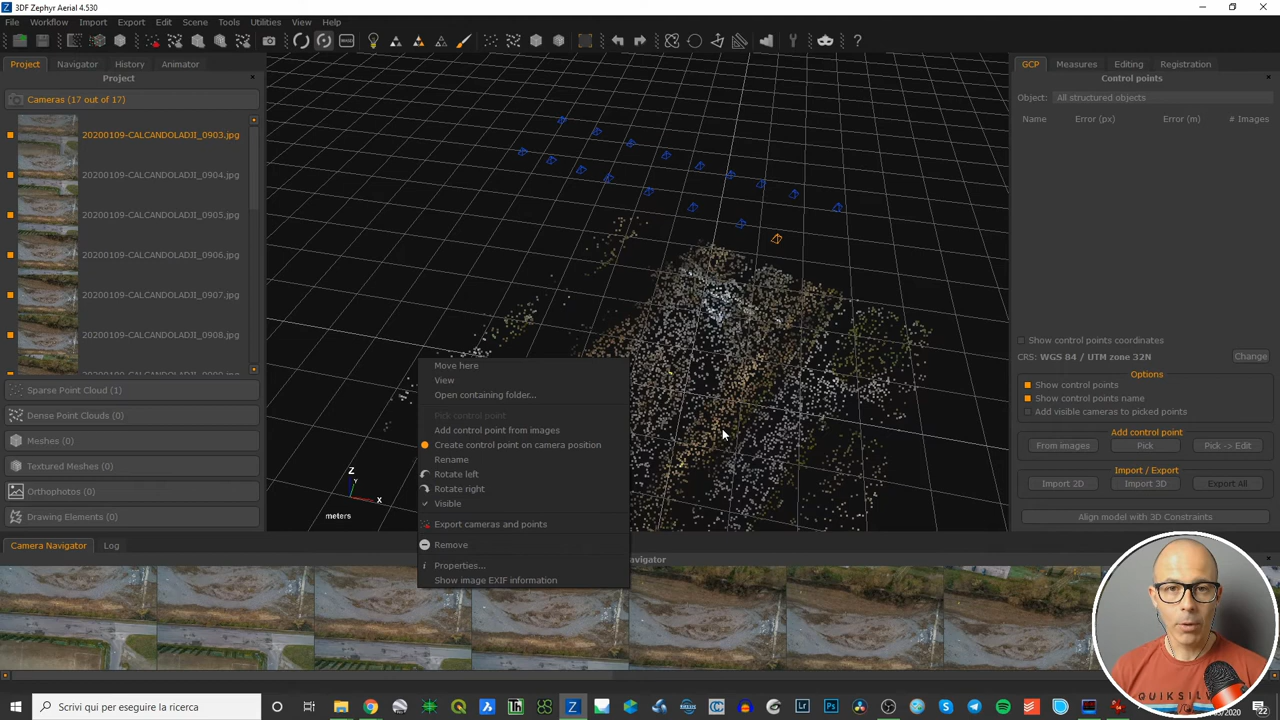 3DF Zephyr Aerial 4.530
File Workflow Import Export Edit Scene Tools Utilities View Help
Project Navigator History Animator
Project
Cameras (17 out of 17)
20200109-CALCANDOLADJI_0903.jpg
20200109-CALCANDOLADJI_0904.jpg
20200109-CALCANDOLADJI_0905.jpg
20200109-CALCANDOLADJI_0906.jpg
20200109-CALCANDOLADJI_0907.jpg
20200109-CALCANDOLADJI_0908.jpg
Sparse Point Cloud (1)
Dense Point Clouds (0)
Meshes (0)
Textured Meshes (0)
Orthophotos (0)
Drawing Elements (0)
Z
Y
X
meters
Move here
View
Open containing folder...
Pick control point
Add control point from images
Create control point on camera position
Rename
Rotate left
Rotate right
Visible
Export cameras and points
Remove
Properties...
Show image EXIF information
GCP Measures Editing Registration
Control points
Object: All structured objects
Name Error (px) Error (m) # Images
Show control points coordinates
CRS: WGS 84 / UTM zone 32N Change
Options
Show control points
Show control points name
Add visible cameras to picked points
Add control point
From images Pick Pick -> Edit
Import / Export
Import 2D Import 3D Export All
Align model with 3D Constraints
Camera Navigator Log
QUIKSIL
Scrivi qui per eseguire la ricerca